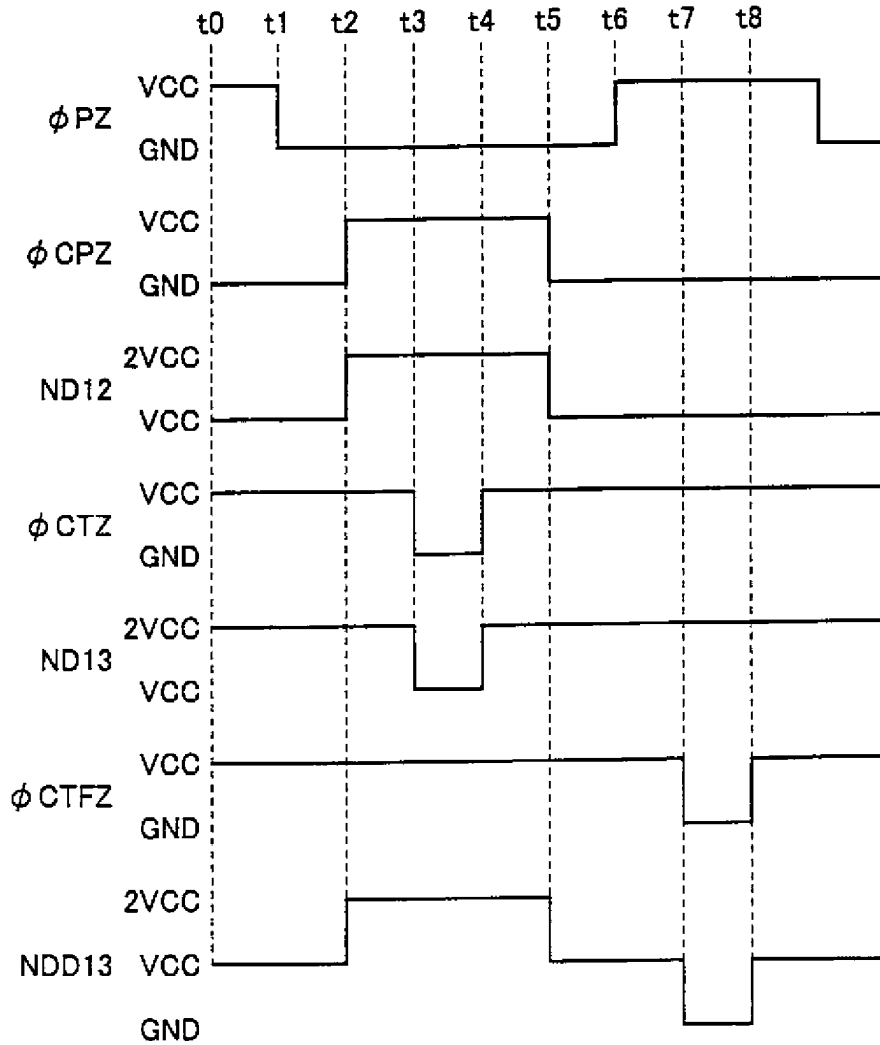 t0 t1 t2 t3 t4 t5 t6 t7 t8
VCC
φPZ
GND
VCC
φCPZ
GND
2VCC
ND12
VCC
VCC
φCTZ
GND
2VCC
ND13
VCC
VCC
φCTFZ
GND
2VCC
NDD13 VCC
GND